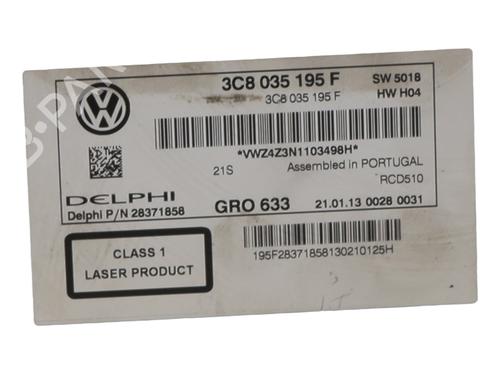 3C8 035 195 F SW 5018
3C8 035 195 F HW H04
*VWZ4Z3N1103498H*
21S Assembled in PORTUGAL
RCD510
DELPHI
Delphi P/N 28371858 GRO 633 21.01.13 0028 0031
CLASS 1
LASER PRODUCT
195F28371858130210125H